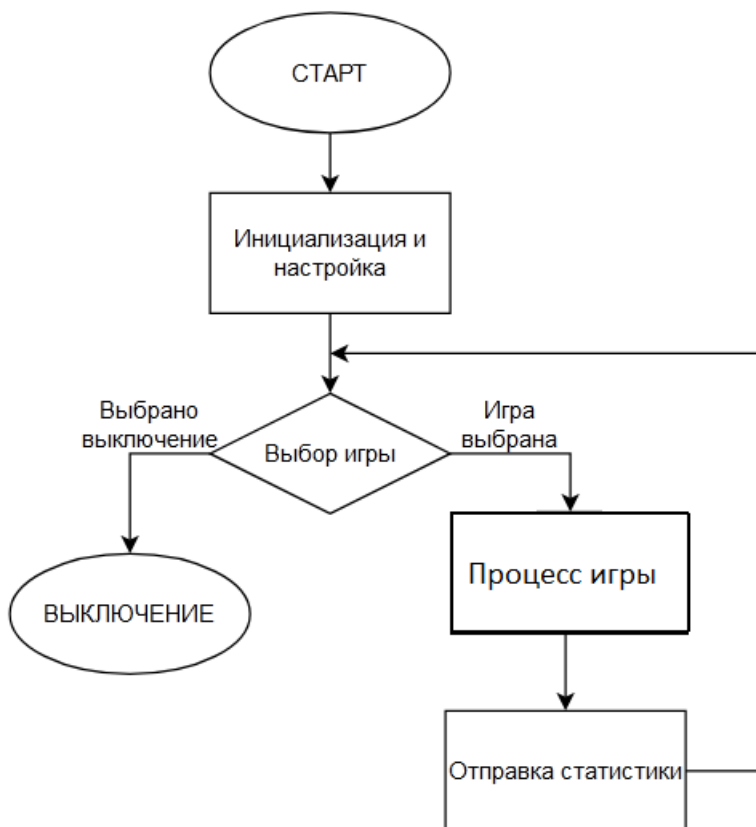 СТАРТ
Инициализация и
настройка
Выбрано
выключение
Выбор игры
Игра
выбрана
ВЫКЛЮЧЕНИЕ
Процесс игры
Отправка статистики